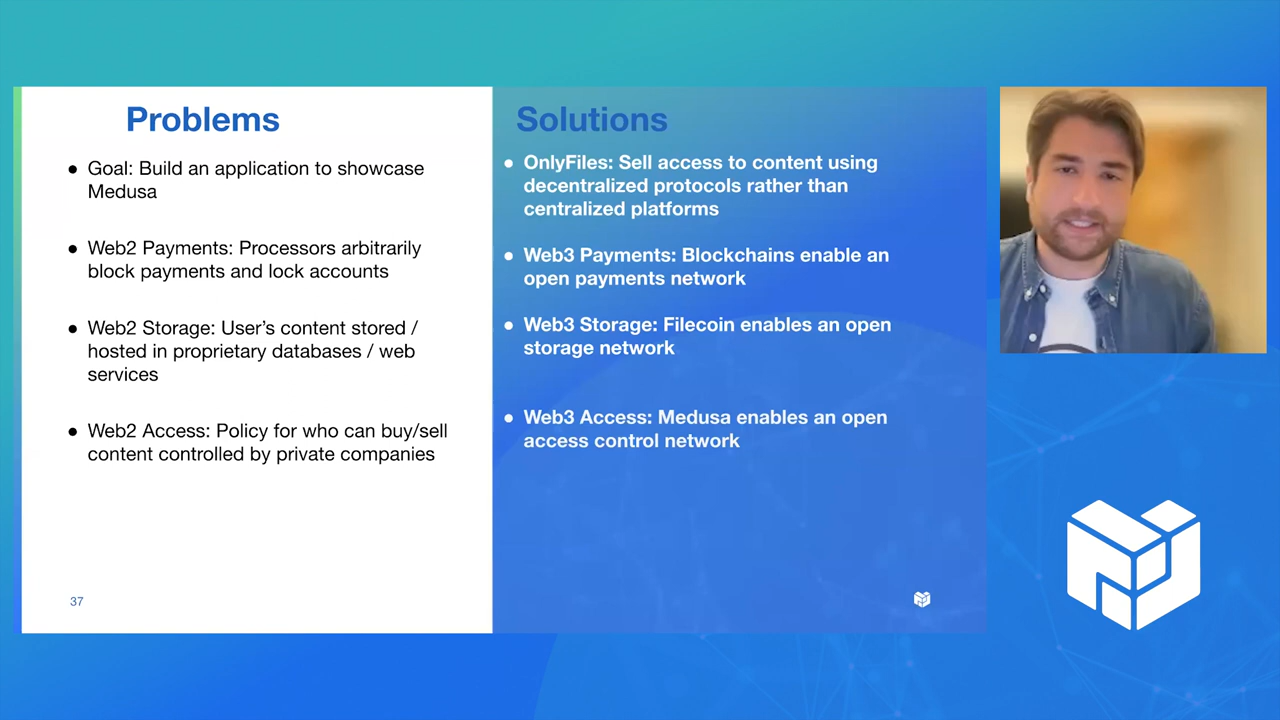 Problems
● Goal: Build an application to showcase
Medusa
● Web2 Payments: Processors arbitrarily
block payments and lock accounts
● Web2 Storage: User’s content stored /
hosted in proprietary databases / web
services
● Web2 Access: Policy for who can buy/sell
content controlled by private companies
37
Solutions
● OnlyFiles: Sell access to content using
decentralized protocols rather than
centralized platforms
● Web3 Payments: Blockchains enable an
open payments network
● Web3 Storage: Filecoin enables an open
storage network
● Web3 Access: Medusa enables an open
access control network